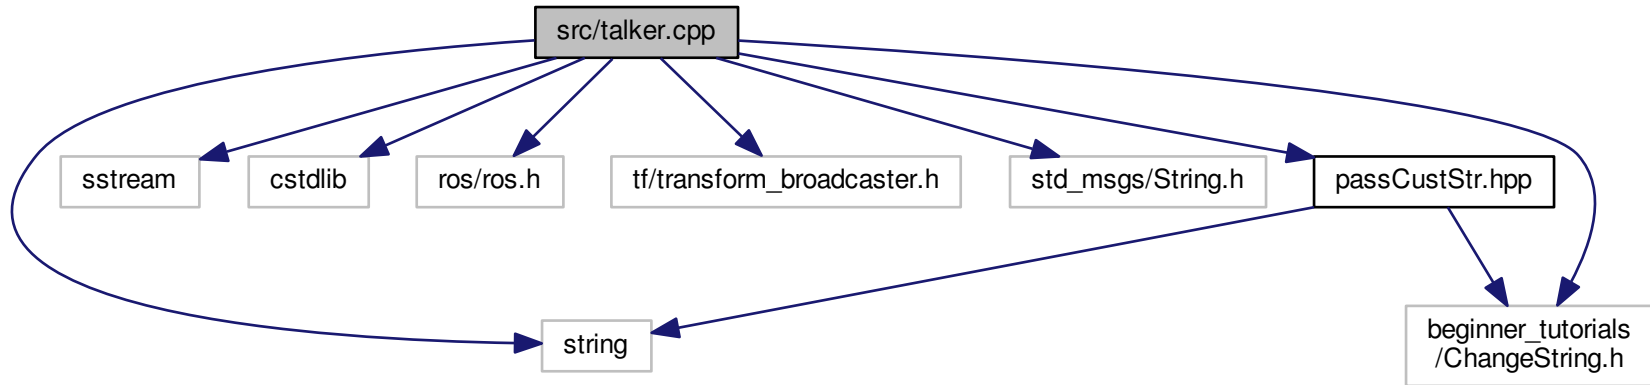 src/talker.cpp
sstream
cstdlib
ros/ros.h
tf/transform_broadcaster.h
std_msgs/String.h
passCustStr.hpp
string
beginner_tutorials
/ChangeString.h